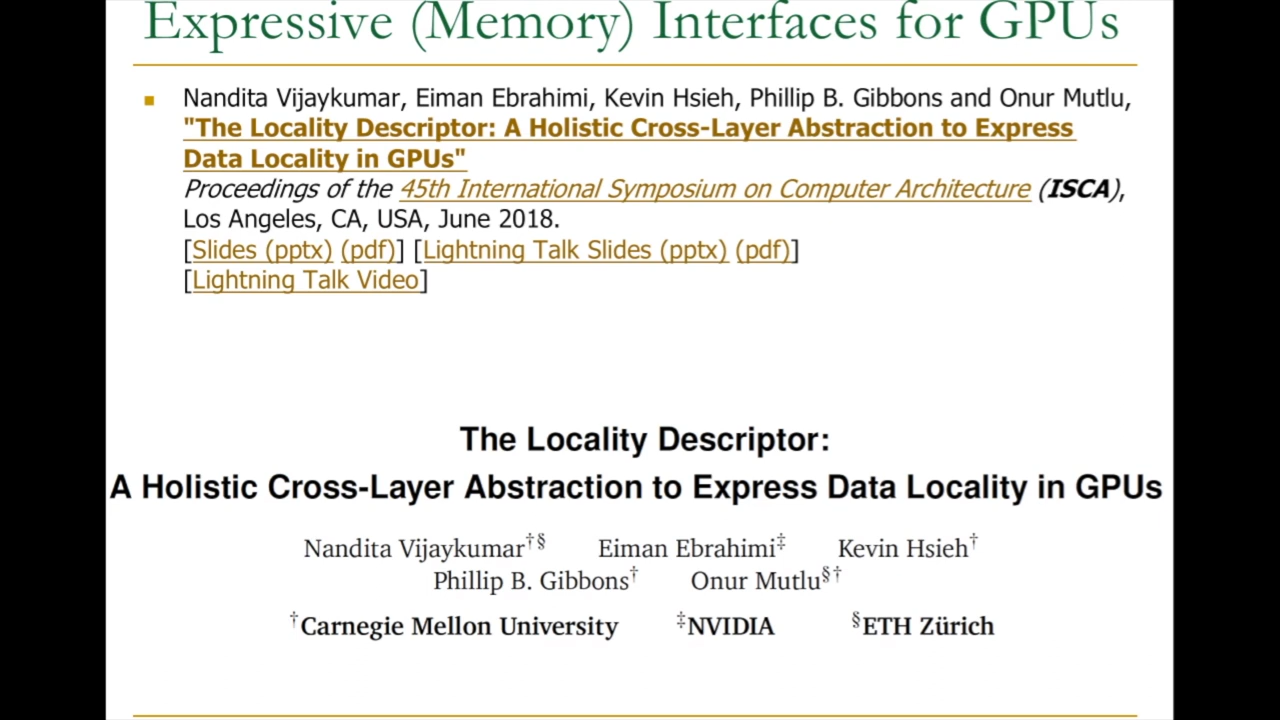 Expressive (Memory) Interfaces for GPUs
Nandita Vijaykumar, Eiman Ebrahimi, Kevin Hsieh, Phillip B. Gibbons and Onur Mutlu,
"The Locality Descriptor: A Holistic Cross-Layer Abstraction to Express
Data Locality in GPUs"
Proceedings of the 45th International Symposium on Computer Architecture (ISCA),
Los Angeles, CA, USA, June 2018.
[Slides (pptx) (pdf)] [Lightning Talk Slides (pptx) (pdf)]
[Lightning Talk Video]
The Locality Descriptor:
A Holistic Cross-Layer Abstraction to Express Data Locality in GPUs
Nandita Vijaykumar†§ Eiman Ebrahimi‡ Kevin Hsieh†
Phillip B. Gibbons† Onur Mutlu§†
†Carnegie Mellon University ‡NVIDIA §ETH Zürich